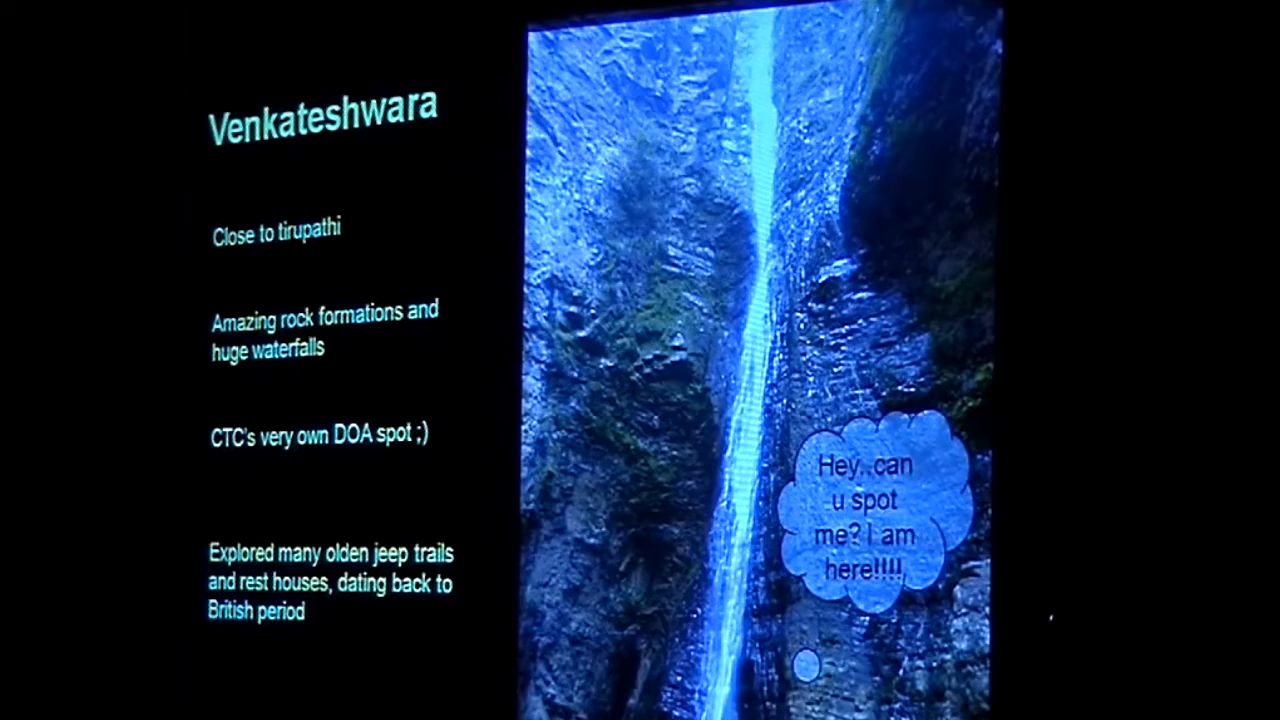 Venkateshwara
Close to tirupathi
Amazing rock formations and
huge waterfalls
CTC's very own DOA spot ;)
Explored many olden jeep trails
and rest houses, dating back to
British period
Hey..can
u spot
me? I am
here!!!!